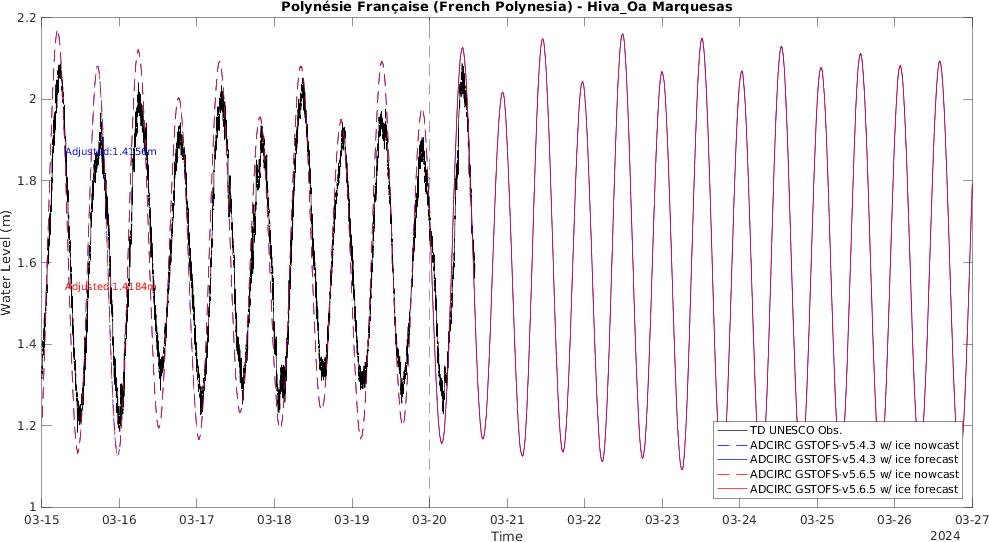 Polynésie Française (French Polynesia) - Hiva_Oa Marquesas
2.2
2
1.8
1.6
1.4
1.2
1
Water Level (m)
Adjusted:1.4156m
Adjusted:1.4184m
TD UNESCO Obs.
ADCIRC GSTOFS-v5.4.3 w/ ice nowcast
ADCIRC GSTOFS-v5.4.3 w/ ice forecast
ADCIRC GSTOFS-v5.6.5 w/ ice nowcast
ADCIRC GSTOFS-v5.6.5 w/ ice forecast
03-15 03-16 03-17 03-18 03-19 03-20 03-21 03-22 03-23 03-24 03-25 03-26 03-27
Time
2024